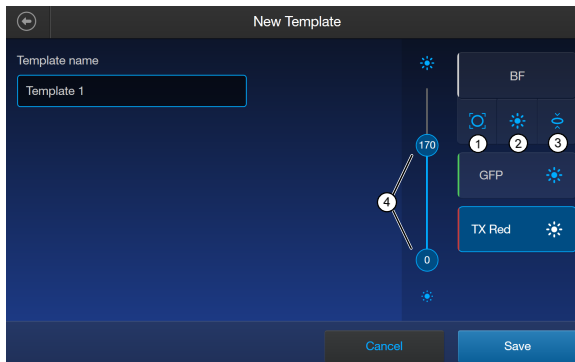 New Template
Template name
Template 1
BF
1
2
3
170
GFP
4
TX Red
0
Cancel
Save